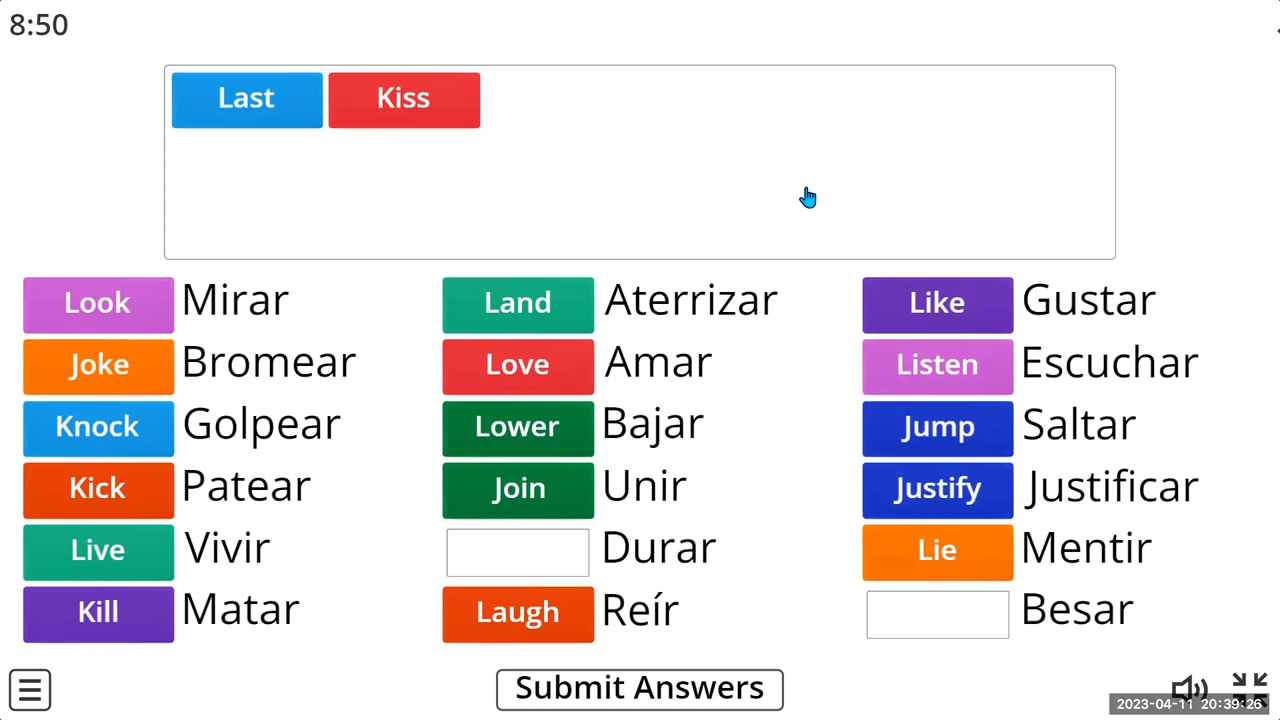 8:50
Last Kiss
Look Mirar Land Aterrizar Like Gustar
Joke Bromear Love Amar Listen Escuchar
Knock Golpear Lower Bajar Jump Saltar
Kick Patear Join Unir Justify Justificar
Live Vivir Durar Lie Mentir
Kill Matar Laugh Reír Besar
Submit Answers
2023-04-11 20:39:26